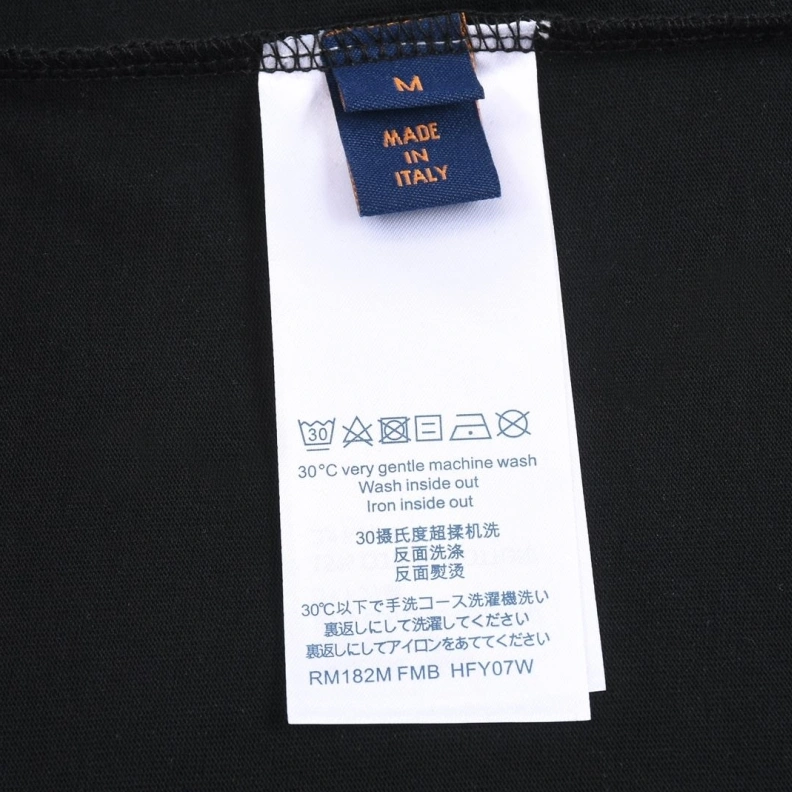 M
MADE
IN
ITALY
30
30°C very gentle machine wash
Wash inside out
Iron inside out
30摄氏度超揉机洗
反面洗涤
反面熨烫
30℃以下で手洗コース洗濯機洗い
裏返しにして洗濯してください
裏返しにしてアイロンをあててください
RM182M FMB HFY07W